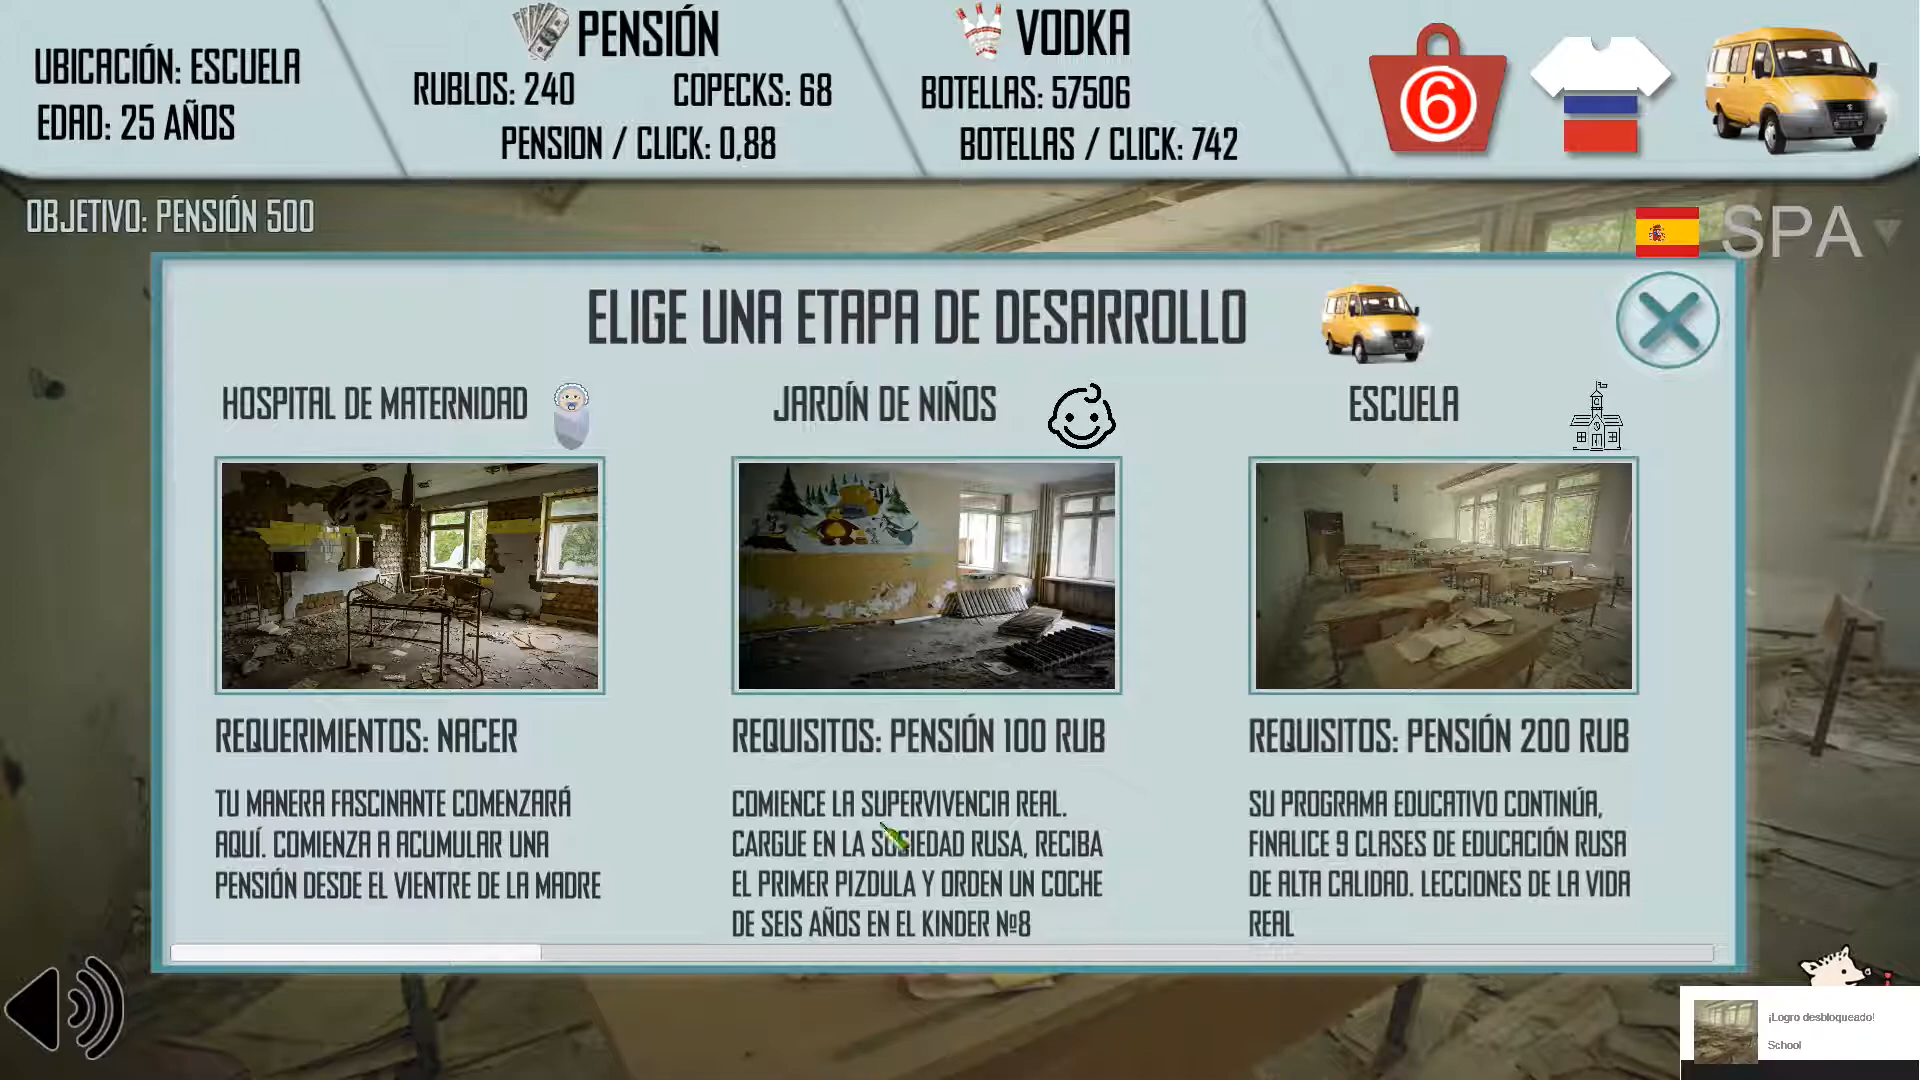 UBICACIÓN: ESCUELA
EDAD: 25 AÑOS
PENSIÓN
RUBLOS: 240 COPECKS: 68
PENSION / CLICK: 0,88
VODKA
BOTELLAS: 57506
BOTELLAS / CLICK: 742
6
OBJETIVO: PENSIÓN 500
SPA
ELIGE UNA ETAPA DE DESARROLLO
HOSPITAL DE MATERNIDAD
REQUERIMIENTOS: NACER
TU MANERA FASCINANTE COMENZARÁ
AQUÍ. COMIENZA A ACUMULAR UNA
PENSIÓN DESDE EL VIENTRE DE LA MADRE
JARDÍN DE NIÑOS
REQUISITOS: PENSIÓN 100 RUB
COMIENCE LA SUPERVIVENCIA REAL.
CARGUE EN LA SOCIEDAD RUSA, RECIBA
EL PRIMER PIZDULA Y ORDEN UN COCHE
DE SEIS AÑOS EN EL KINDER №8
ESCUELA
REQUISITOS: PENSIÓN 200 RUB
SU PROGRAMA EDUCATIVO CONTINÚA,
FINALICE 9 CLASES DE EDUCACIÓN RUSA
DE ALTA CALIDAD. LECCIONES DE LA VIDA
REAL
¡Logro desbloqueado!
School